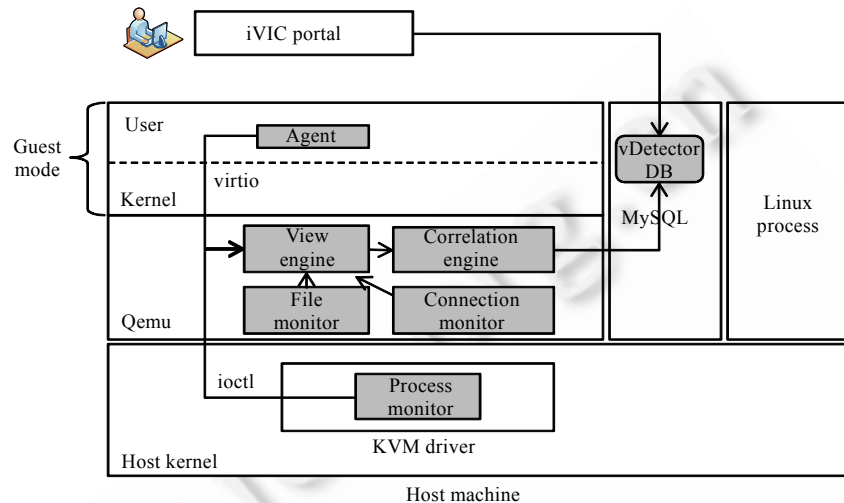 iVIC portal
User
Agent
Guest
mode
virtio
Kernel
vDetector
DB
MySQL
Linux
process
View
engine
Correlation
engine
File
monitor
Connection
monitor
Qemu
ioctl
Process
monitor
KVM driver
Host kernel
Host machine